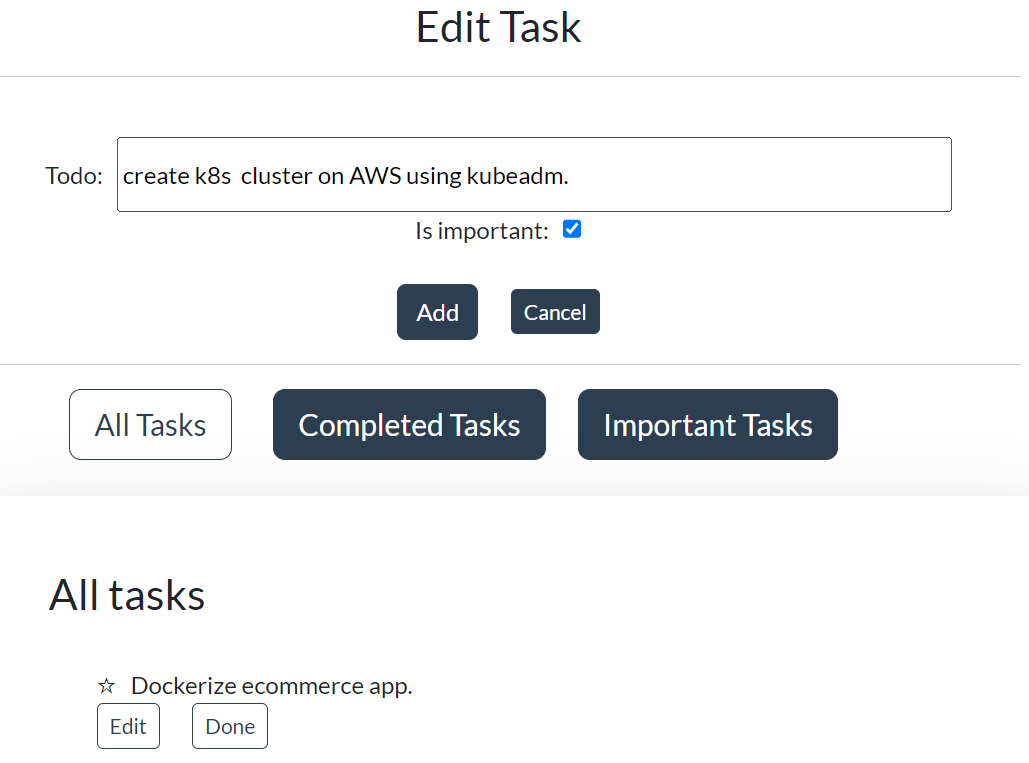 Edit Task
Todo: create k8s  cluster on AWS using kubeadm.
Is important:
Add Cancel
All Tasks Completed Tasks Important Tasks
All tasks
☆ Dockerize ecommerce app.
Edit Done